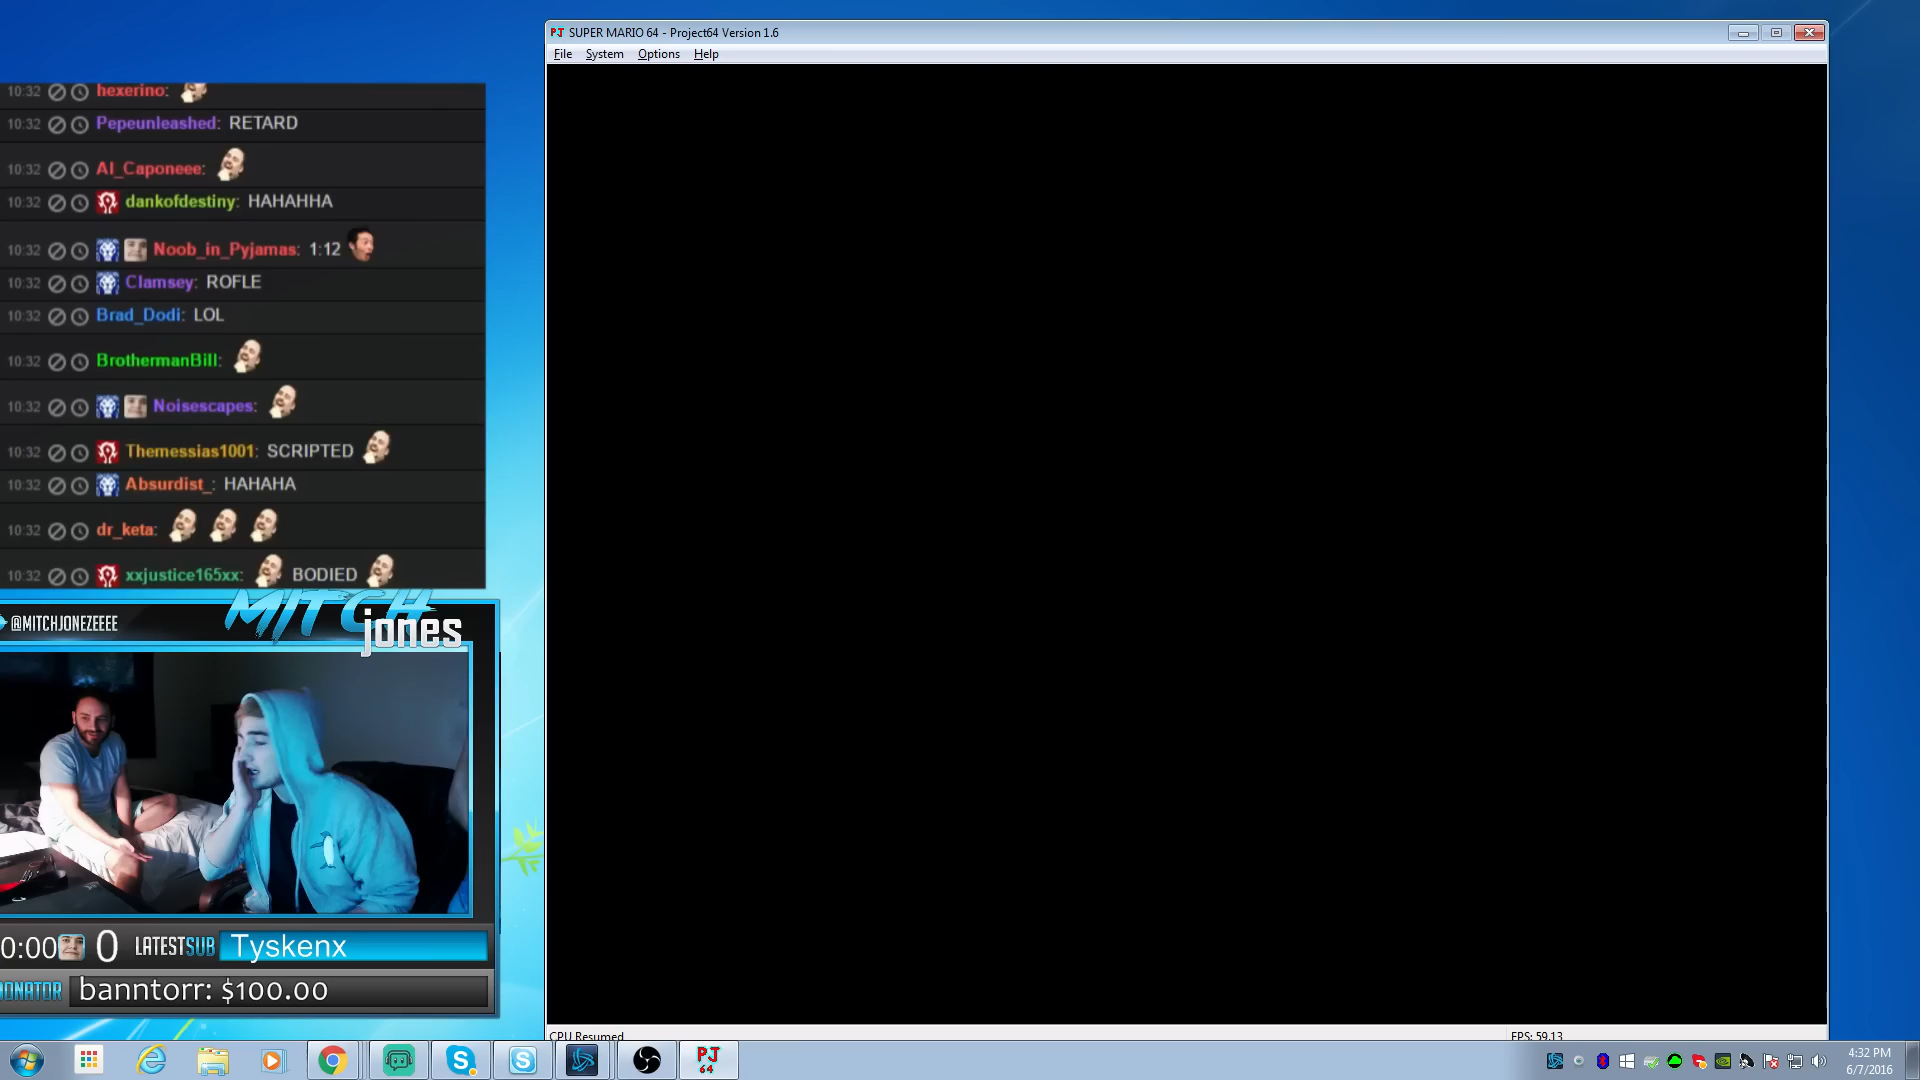 SUPER MARIO 64 - Project64 Version 1.6
File System Options Help
10:32 hexerino:
10:32 Pepeunleashed: RETARD
10:32 Al_Caponeee:
10:32 dankofdestiny: HAHAHHA
10:32 Noob_in_Pyjamas: 1:12
10:32 Clamsey: ROFLE
10:32 Brad_Dodi: LOL
10:32 BrothermanBill:
10:32 Noisescapes:
10:32 Themessias1001: SCRIPTED
10:32 Absurdist_: HAHAHA
10:32 dr_keta:
10:32 xxjustice165xx: BODIED
MITCH
@MITCHJONEZEEEE
jones
0:00 0 LATESTSUB Tyskenx
ONATOR banntorr: $100.00
CPU Resumed FPS: 59.13
PJ
64
4:32 PM
6/7/2016